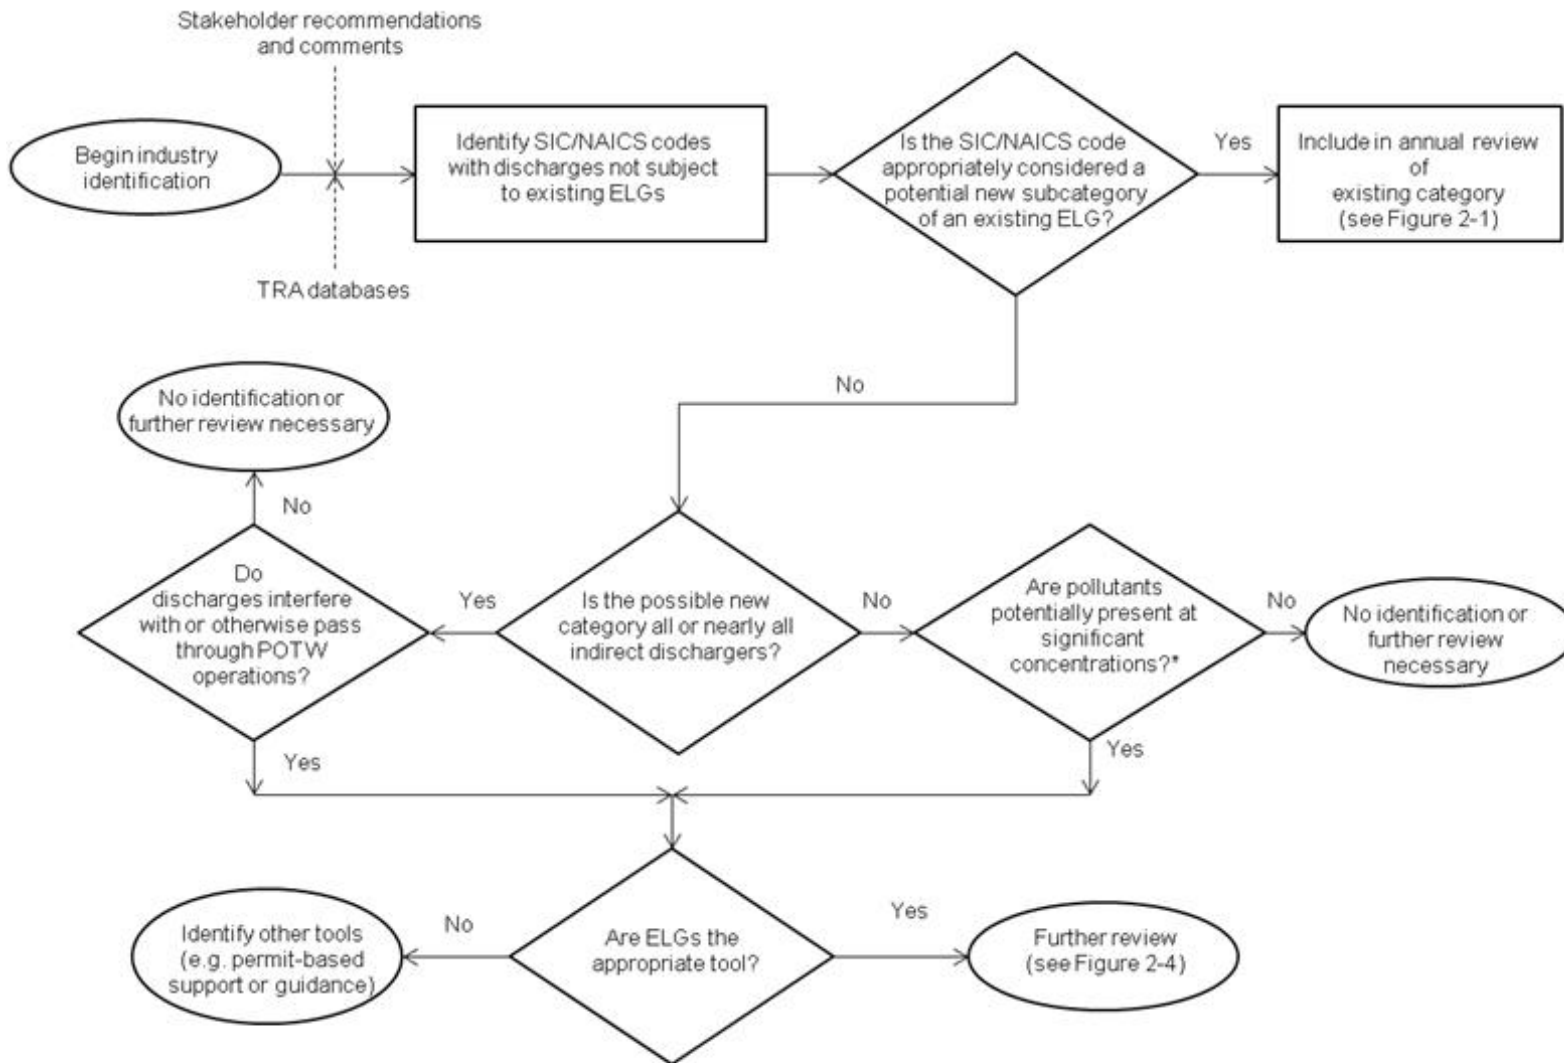 Stakeholder recommendations
and comments
Begin industry
identification
Identify SIC/NAICS codes
with discharges not subject
to existing ELGs
Is the SIC/NAICS code
appropriately considered a
potential new subcategory
of an existing ELG?
Yes
Include in annual review
of
existing category
(see Figure 2-1)
TRA databases
No
No identification or
further review necessary
No
Do
discharges interfere
with or otherwise pass
through POTW
operations?
Yes
Is the possible new
category all or nearly all
indirect dischargers?
No
Are pollutants
potentially present at
significant
concentrations?*
No
No identification or
further review
necessary
Yes
Yes
Identify other tools
(e.g. permit-based
support or guidance)
No
Are ELGs the
appropriate tool?
Yes
Further review
(see Figure 2-4)